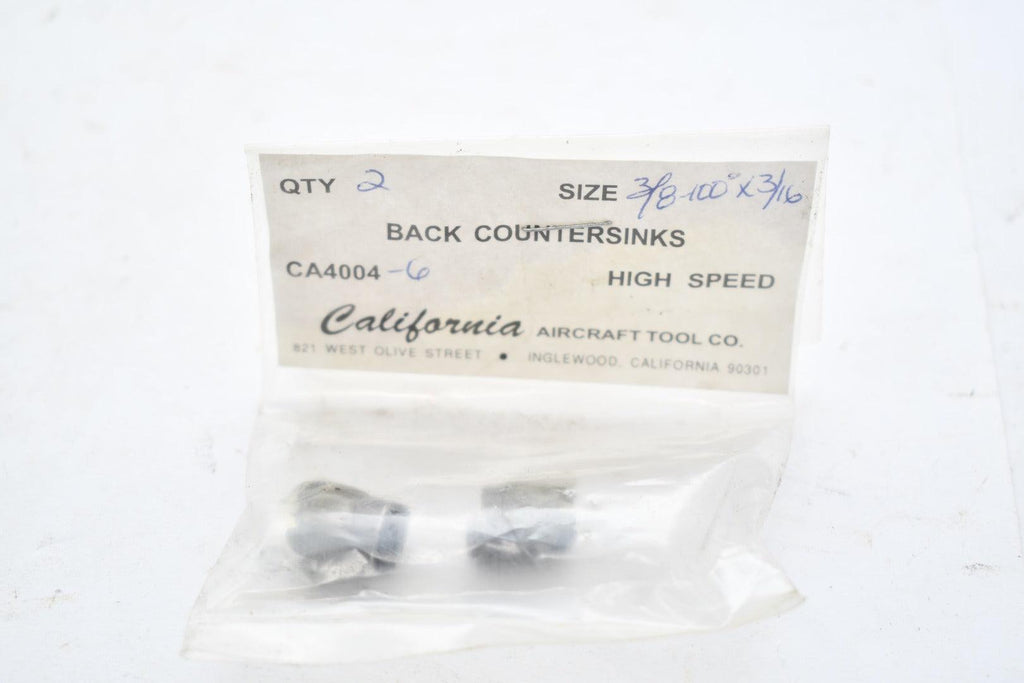 QTY 2 SIZE 3/8-100° x 3/16
BACK COUNTERSINKS
CA4004 -6 HIGH SPEED
California AIRCRAFT TOOL CO.
821 WEST OLIVE STREET • INGLEWOOD, CALIFORNIA 90301